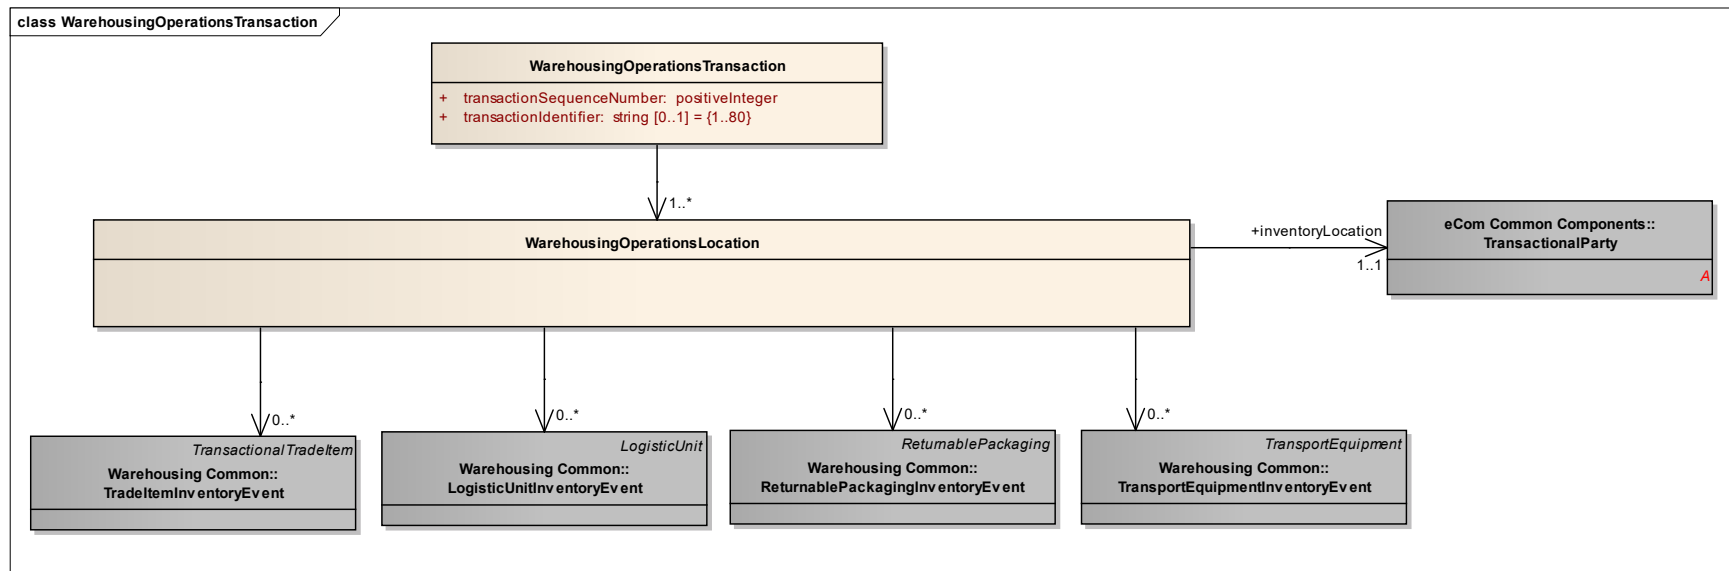 class WarehousingOperationsTransaction
WarehousingOperationsTransaction
+ transactionSequenceNumber: positiveInteger
+ transactionIdentifier: string [0..1] = {1..80}
1..*
WarehousingOperationsLocation
+inventoryLocation
1..1
eCom Common Components::
TransactionalParty
A
0..*
0..*
0..*
0..*
TransactionalTradeItem
Warehousing Common::
TradeItemInventoryEvent
LogisticUnit
Warehousing Common::
LogisticUnitInventoryEvent
ReturnablePackaging
Warehousing Common::
ReturnablePackagingInventoryEvent
TransportEquipment
Warehousing Common::
TransportEquipmentInventoryEvent